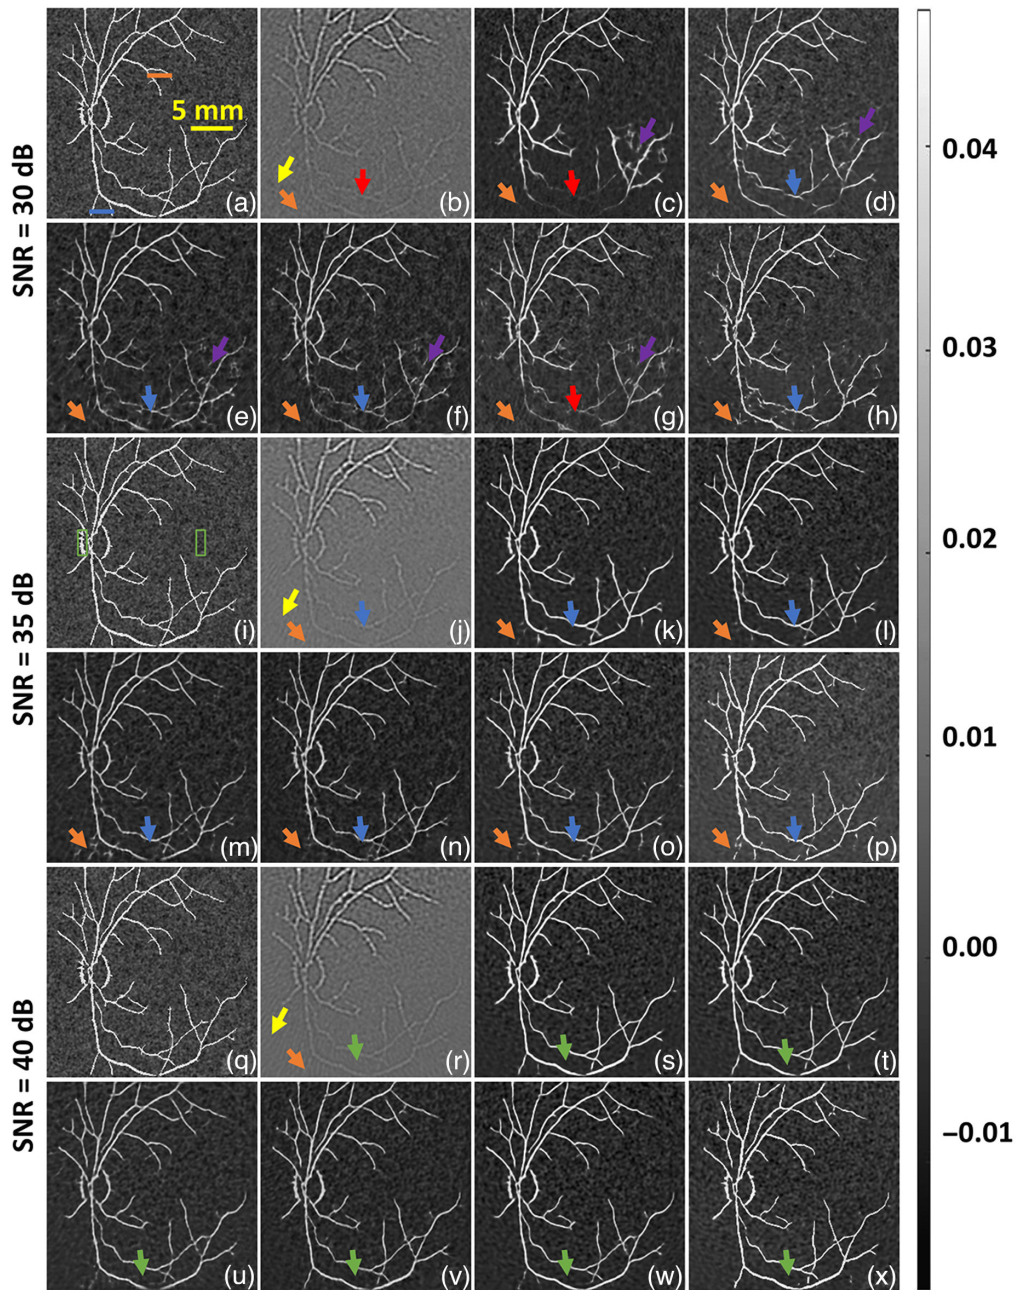 SNR = 30 dB
5 mm
(a) (b) (c) (d)
(e) (f) (g) (h)
SNR = 35 dB
(i) (j) (k) (l)
(m) (n) (o) (p)
SNR = 40 dB
(q) (r) (s) (t)
(u) (v) (w) (x)
0.04
0.03
0.02
0.01
0.00
−0.01